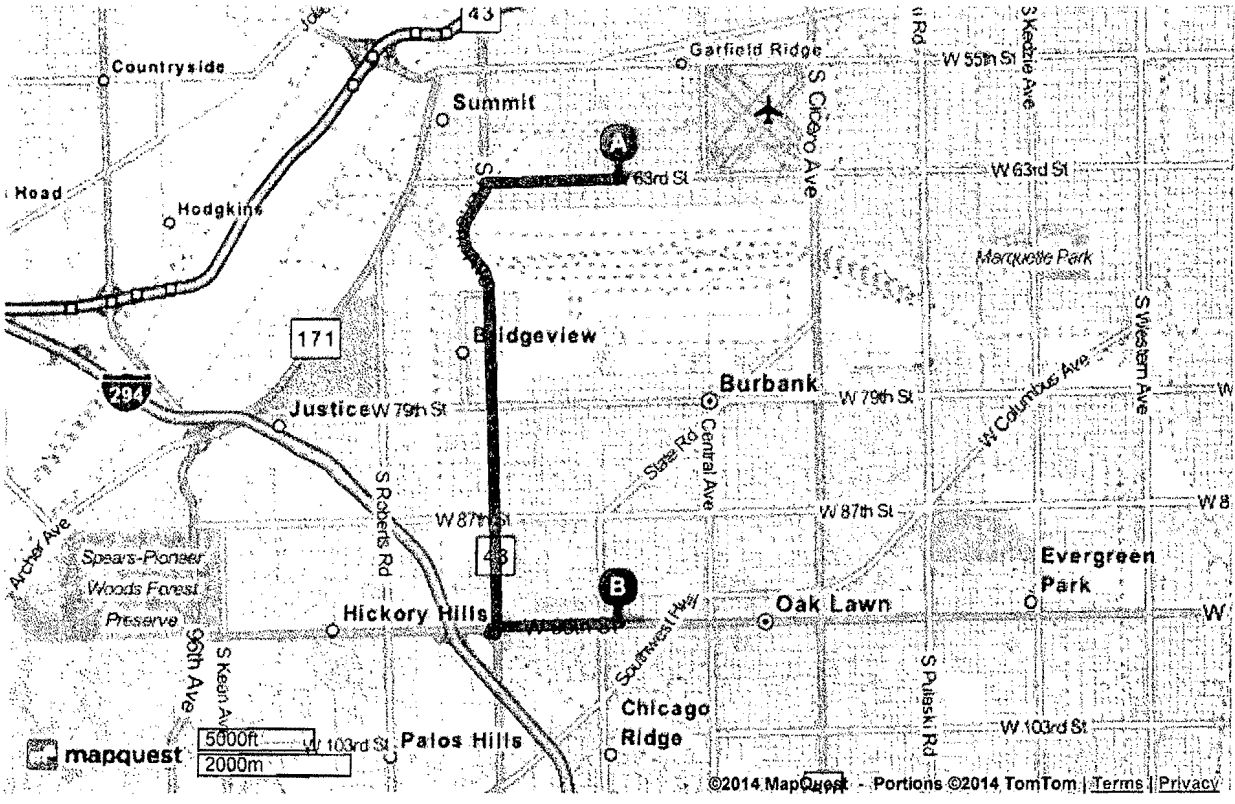 43
Garfield Ridge
Countryside
W 55th St
S Kedzie Ave
S Cicero Ave
Summit
A
63rd St
W 63rd St
Hodgkins
Marquette Park
S Western Ave
171
Bridgeview
Burbank
294
Justice
W 79th St
W 79th St
W Columbus Ave
State Rd
Central Ave
S Roberts Rd
W 87th St
W 87th St
W 8
Archer Ave
Spears-Pioneer
Woods Forest
Preserve
43
B
Evergreen
Park
Hickory Hills
Oak Lawn
W
Southwest Hwy
96th Ave
S Kean Ave
S Pulaski Rd
Chicago
Ridge
W 103rd St
Palos Hills
W 103rd St
mapquest
5000ft
2000m
©2014 MapQuest - Portions ©2014 TomTom | Terms | Privacy